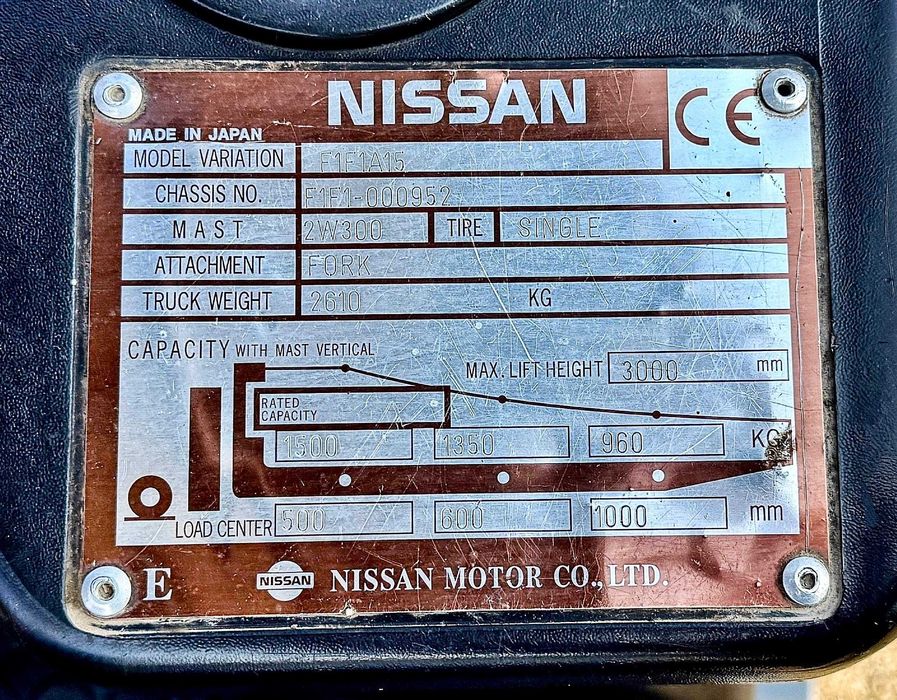 NISSAN
CE
MADE IN JAPAN
MODEL VARIATION F1F1A15
CHASSIS NO. F1F1-000952
MAST 2W300 TIRE SINGLE
ATTACHMENT FORK
TRUCK WEIGHT 2610 KG
CAPACITY WITH MAST VERTICAL
MAX. LIFT HEIGHT 3000 mm
RATED
CAPACITY
1500 1350 960 KG
LOAD CENTER 500 600 1000 mm
E NISSAN NISSAN MOTOR CO., LTD.